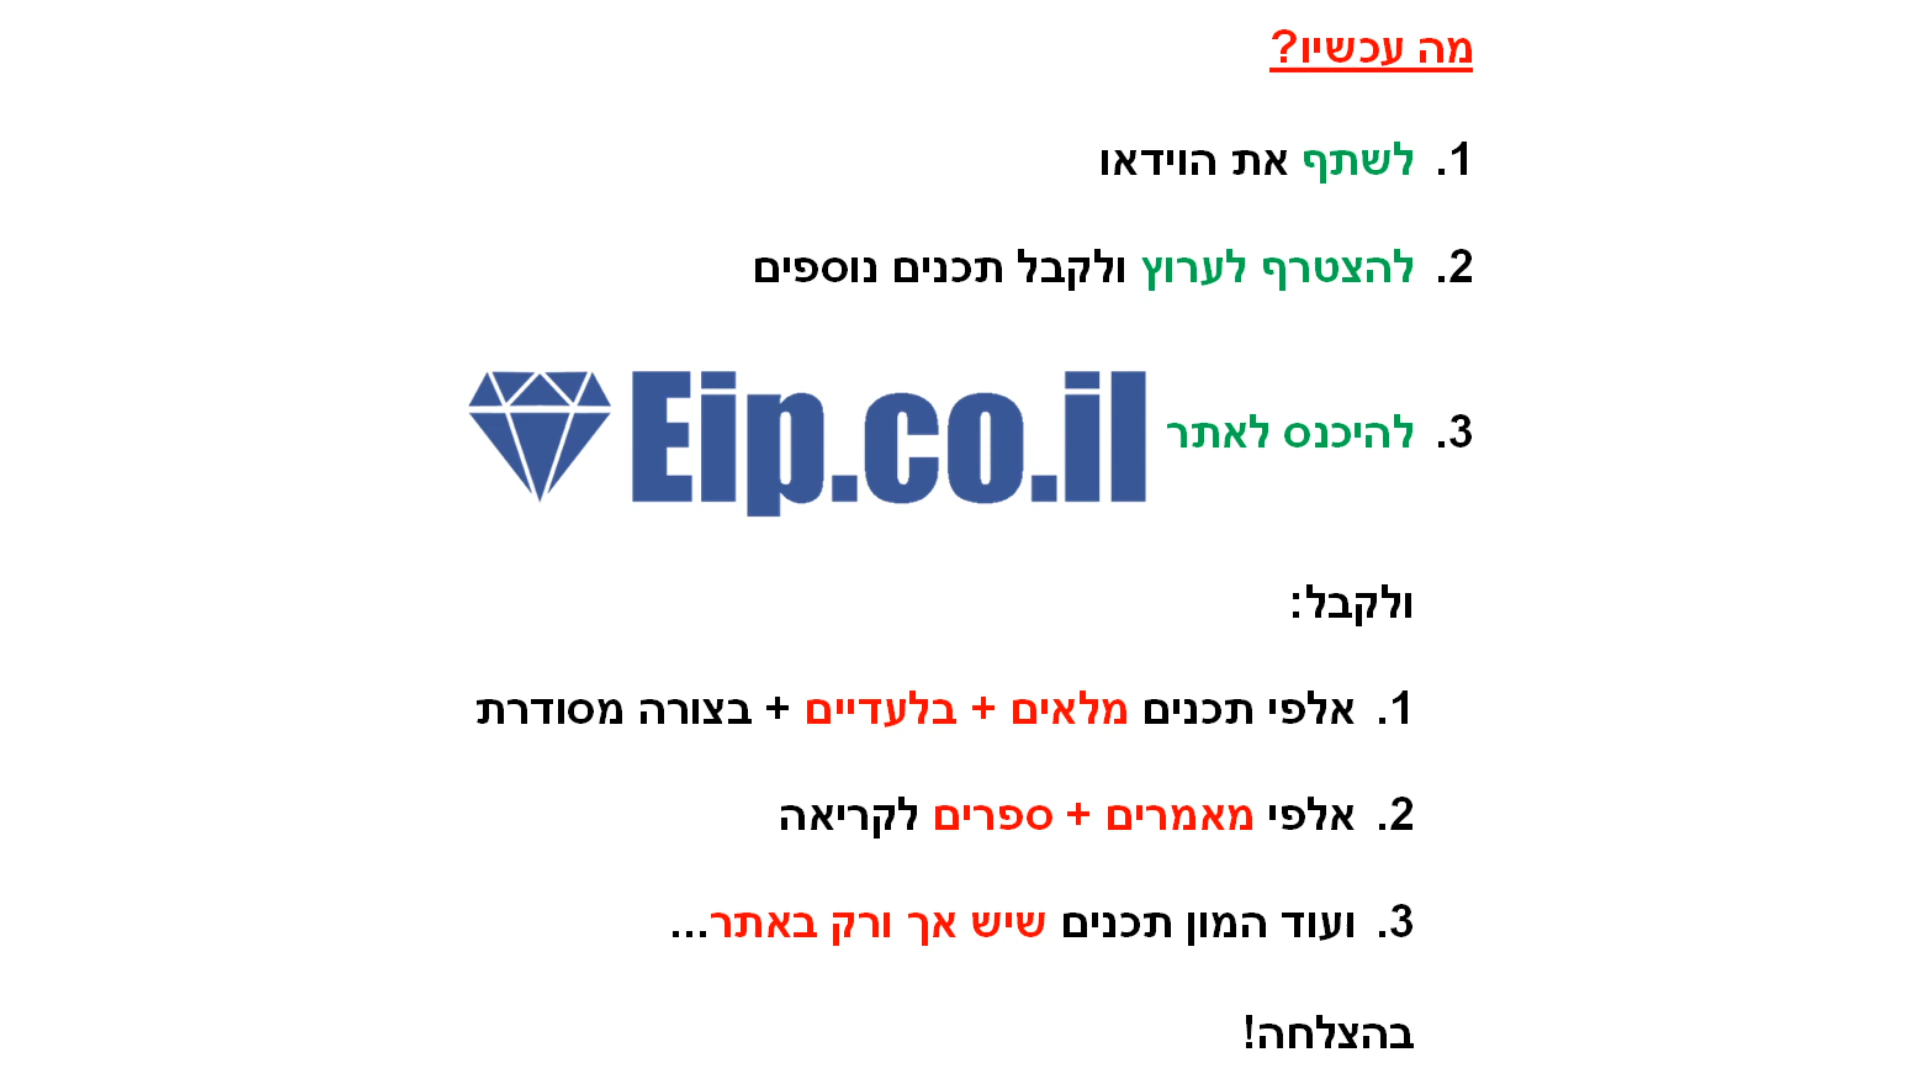 מה עכשיו?
1. לשתף את הוידאו
2. להצטרף לערוץ ולקבל תכנים נוספים
3. להיכנס לאתר Eip.co.il
ולקבל:
1. אלפי תכנים מלאים + בלעדיים + בצורה מסודרת
2. אלפי מאמרים + ספרים לקריאה
3. ועוד המון תכנים שיש אך ורק באתר...
בהצלחה!